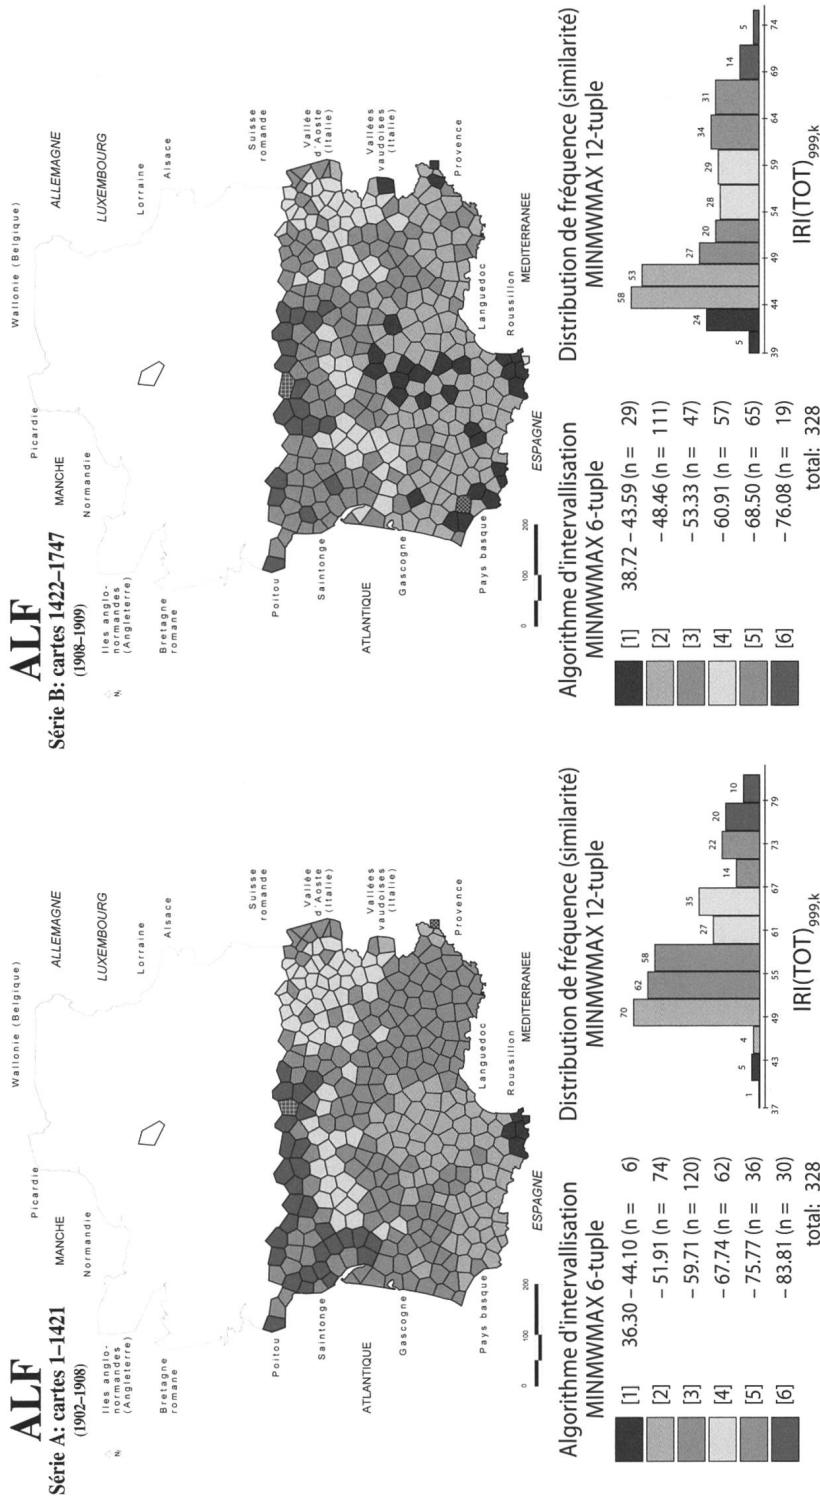 ALF
Série A: cartes 1–1421
(1902–1908)
N
Iles anglo-
normandes
(Angleterre)
Bretagne
romane
MANCHE
Normandie
Picardie
Wallonie (Belgique)
ALLEMAGNE
LUXEMBOURG
Lorraine
Alsace
Suisse
romande
Vallée
d'Aoste
(Italie)
Vallées
vaudoises
(Italie)
Provence
Poitou
Saintonge
ATLANTIQUE
Gascogne
Pays basque
Languedoc
Roussillon
MEDITERRANEE
ESPAGNE
0 100 200
Algorithme d'intervallisation
MINMWMAX 6-tuple
[1] 36.30 – 44.10 (n = 6)
[2] – 51.91 (n = 74)
[3] – 59.71 (n = 120)
[4] – 67.74 (n = 62)
[5] – 75.77 (n = 36)
[6] – 83.81 (n = 30)
total: 328
Distribution de fréquence (similarité)
MINMWMAX 12-tuple
1 5 4 70 62 58 27 35 14 22 20 10
37 43 49 55 61 67 73 79
IRI(TOT)999,k
ALF
Série B: cartes 1422–1747
(1908–1909)
N
Iles anglo-
normandes
(Angleterre)
Bretagne
romane
MANCHE
Normandie
Picardie
Wallonie (Belgique)
ALLEMAGNE
LUXEMBOURG
Lorraine
Alsace
Suisse
romande
Vallée
d'Aoste
(Italie)
Vallées
vaudoises
(Italie)
Provence
Poitou
Saintonge
ATLANTIQUE
Gascogne
Pays basque
Languedoc
Roussillon
MEDITERRANEE
ESPAGNE
0 100 200
Algorithme d'intervallisation
MINMWMAX 6-tuple
[1] 38.72 – 43.59 (n = 29)
[2] – 48.46 (n = 111)
[3] – 53.33 (n = 47)
[4] – 60.91 (n = 57)
[5] – 68.50 (n = 65)
[6] – 76.08 (n = 19)
total: 328
Distribution de fréquence (similarité)
MINMWMAX 12-tuple
5 24 58 53 27 20 28 29 34 31 14 5
39 44 49 54 59 64 69 74
IRI(TOT)999,k